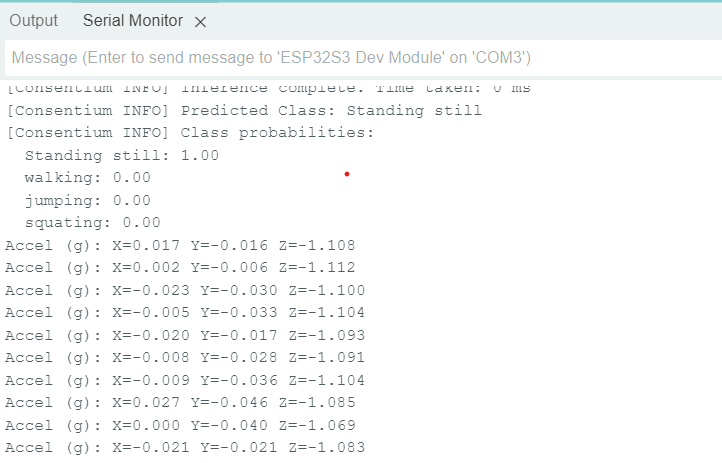 Output Serial Monitor ×
Message (Enter to send message to 'ESP32S3 Dev Module' on 'COM3')
[Consentium INFO] Inference complete. Time taken: 0 ms
[Consentium INFO] Predicted Class: Standing still
[Consentium INFO] Class probabilities:
Standing still: 1.00
walking: 0.00
jumping: 0.00
squating: 0.00
Accel (g): X=0.017 Y=-0.016 Z=-1.108
Accel (g): X=0.002 Y=-0.006 Z=-1.112
Accel (g): X=-0.023 Y=-0.030 Z=-1.100
Accel (g): X=-0.005 Y=-0.033 Z=-1.104
Accel (g): X=-0.020 Y=-0.017 Z=-1.093
Accel (g): X=-0.008 Y=-0.028 Z=-1.091
Accel (g): X=-0.009 Y=-0.036 Z=-1.104
Accel (g): X=0.027 Y=-0.046 Z=-1.085
Accel (g): X=0.000 Y=-0.040 Z=-1.069
Accel (g): X=-0.021 Y=-0.021 Z=-1.083